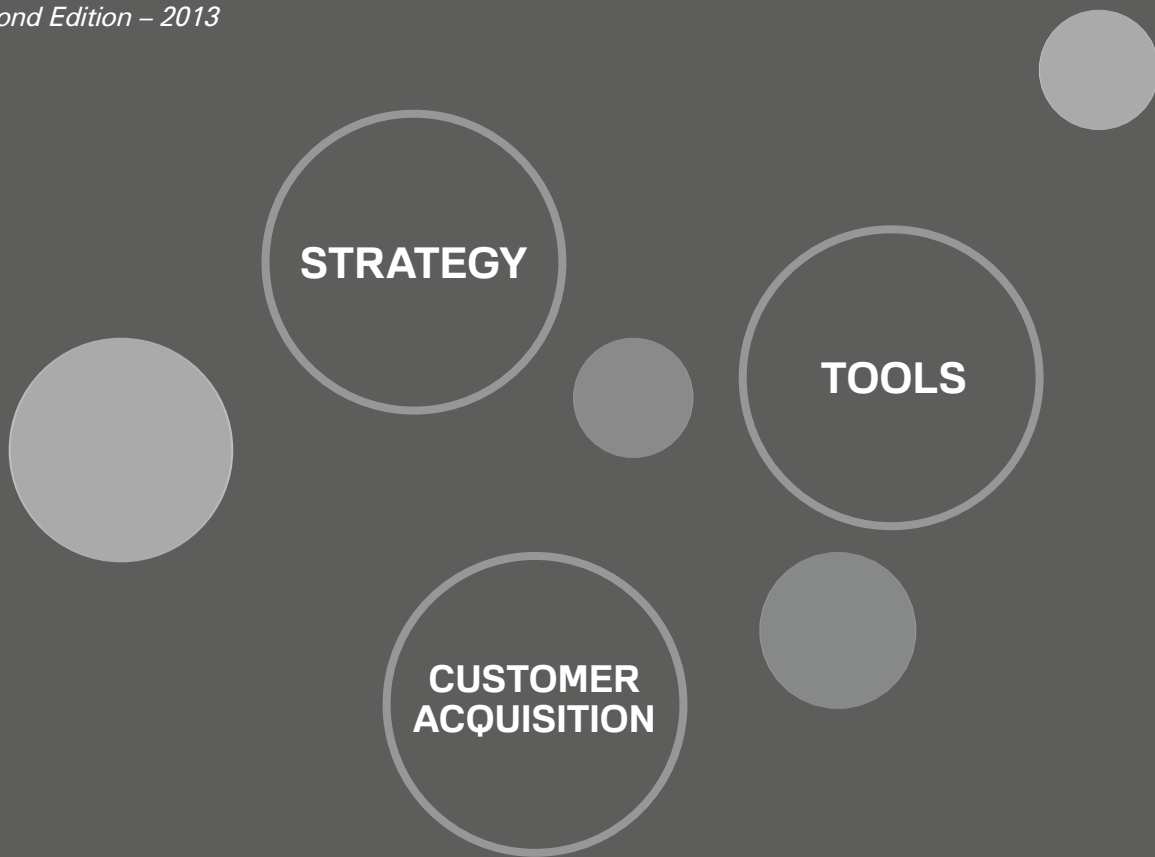 ond Edition – 2013
STRATEGY
TOOLS
CUSTOMER
ACQUISITION